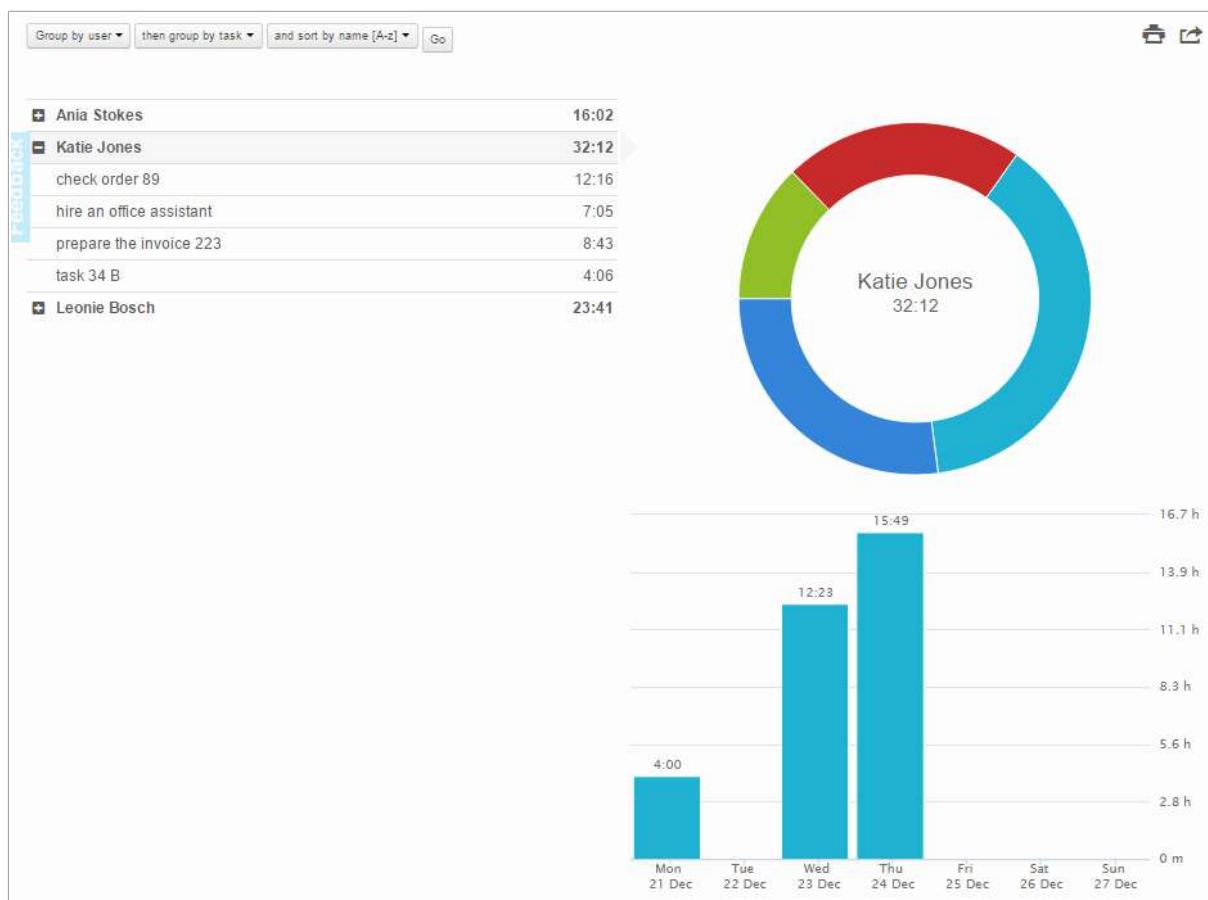 Group by user then group by task and sort by name [A-z] Go
Feedback
Ania Stokes 16:02
Katie Jones 32:12
check order 89 12:16
hire an office assistant 7:05
prepare the invoice 223 8:43
task 34 B 4:06
Leonie Bosch 23:41
Katie Jones
32:12
16.7 h
15:49
13.9 h
12:23
11.1 h
8.3 h
5.6 h
4:00
2.8 h
0 m
Mon Tue Wed Thu Fri Sat Sun
21 Dec 22 Dec 23 Dec 24 Dec 25 Dec 26 Dec 27 Dec